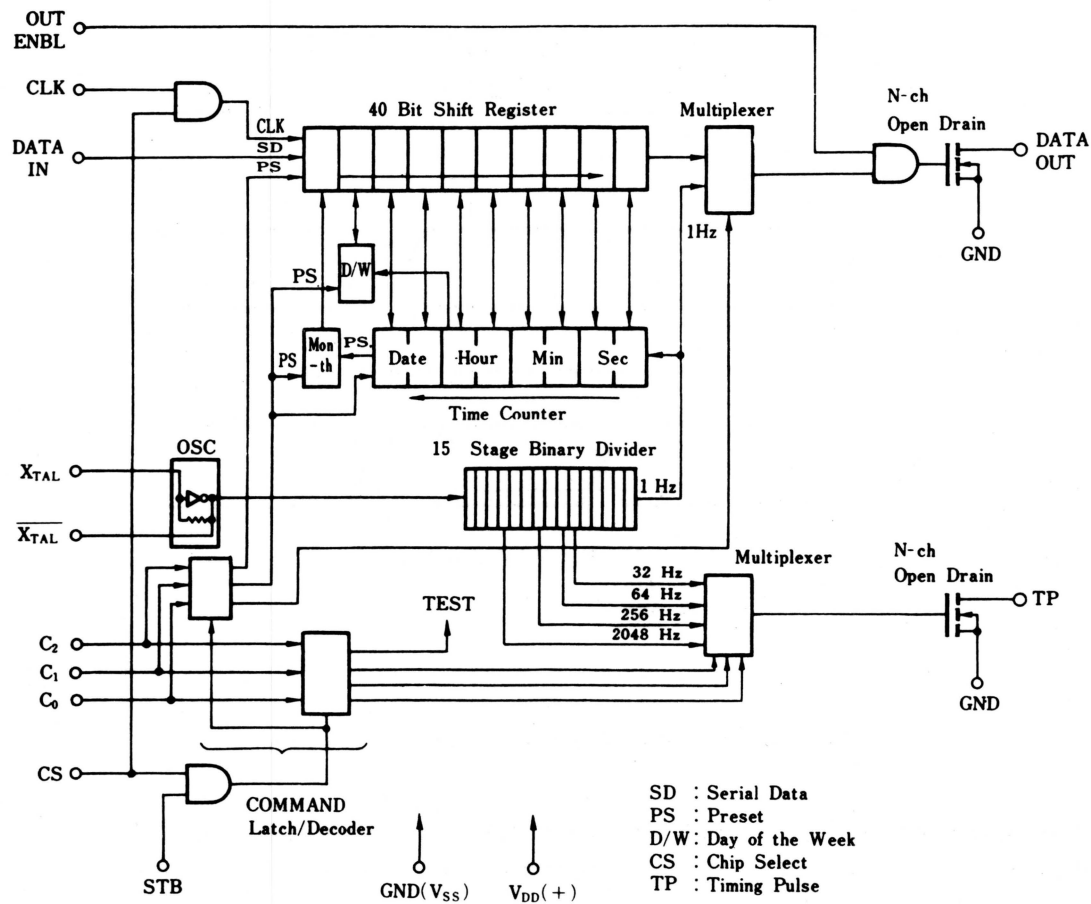 OUT
ENBL
CLK
DATA
IN
40 Bit Shift Register
CLK
SD
PS
Multiplexer
1Hz
N-ch
Open Drain
DATA
OUT
GND
PS
D/W
PS
Mon
-th
PS.
Date
Hour
Min
Sec
Time Counter
OSC
XTAL
XTAL
15 Stage Binary Divider
1 Hz
Multiplexer
32 Hz
64 Hz
256 Hz
2048 Hz
N-ch
Open Drain
TP
GND
TEST
C2
C1
C0
CS
COMMAND
Latch/Decoder
STB
GND(VSS)
VDD(+)
SD : Serial Data
PS : Preset
D/W : Day of the Week
CS : Chip Select
TP : Timing Pulse